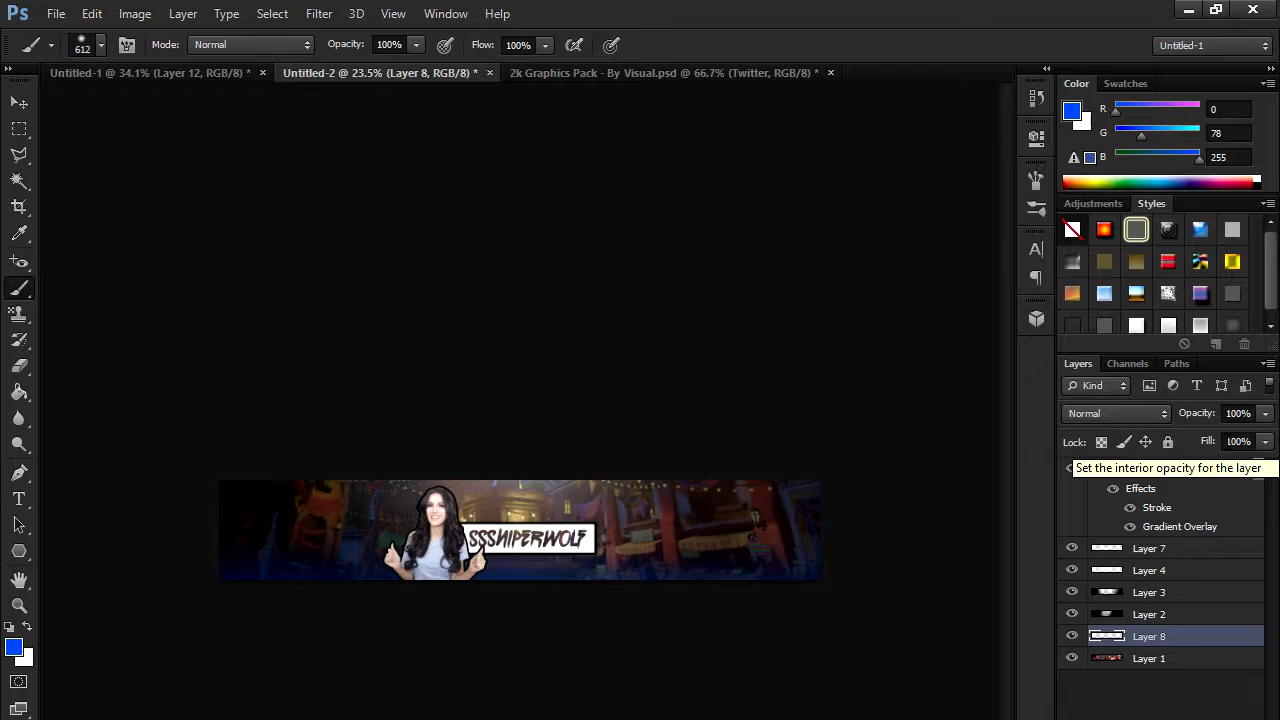 Ps File Edit Image Layer Type Select Filter 3D View Window Help
612 Mode: Normal Opacity: 100% Flow: 100% Untitled-1
Untitled-1 @ 34.1% (Layer 12, RGB/8) * × Untitled-2 @ 23.5% (Layer 8, RGB/8) * × 2k Graphics Pack - By Visual.psd @ 66.7% (Twitter, RGB/8) * ×
Color Swatches
R 0
G 78
B 255
Adjustments Styles
Layers Channels Paths
Kind
Normal Opacity: 100%
Lock: Fill: 100%
Set the interior opacity for the layer
Effects
Stroke
Gradient Overlay
Layer 7
Layer 4
Layer 3
Layer 2
Layer 8
Layer 1
SSSNIPERWOLF